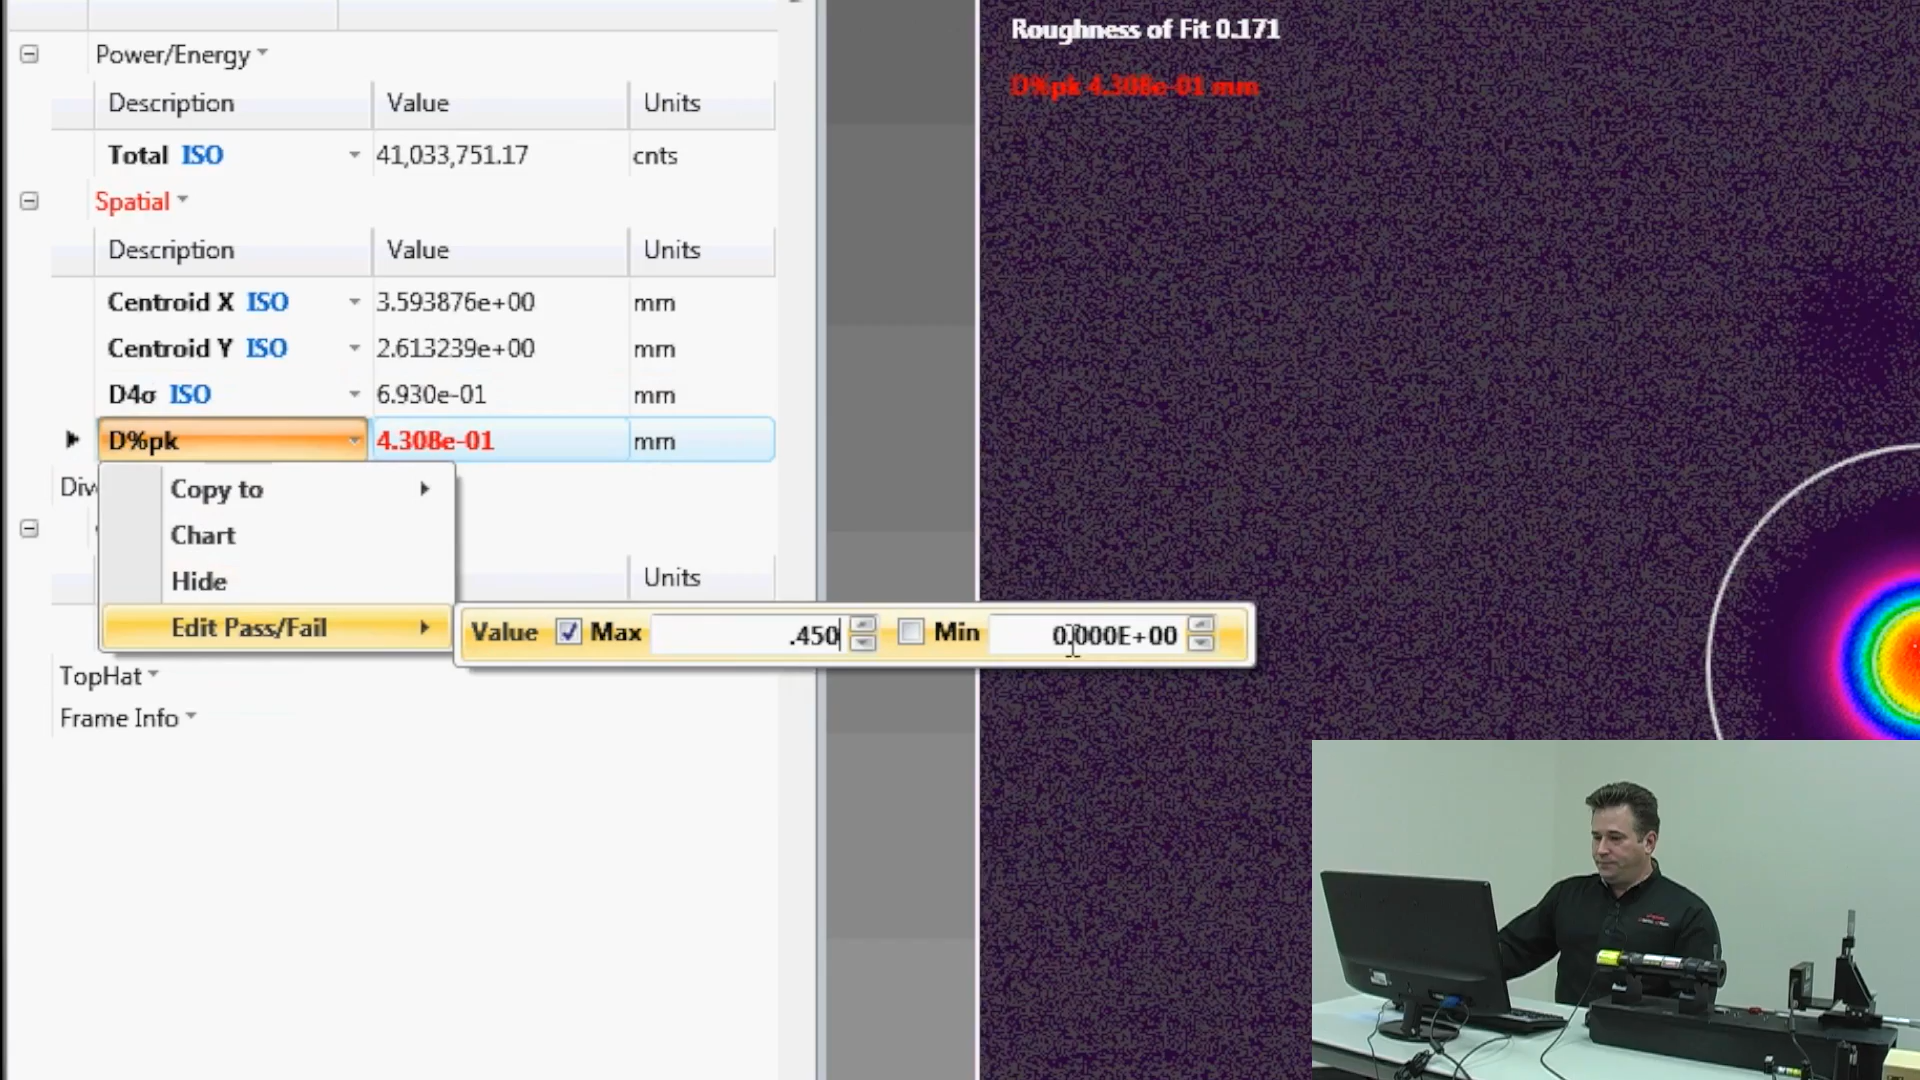 Power/Energy
Description Value Units
Total ISO 41,033,751.17 cnts
Spatial
Description Value Units
Centroid X ISO 3.593876e+00 mm
Centroid Y ISO 2.613239e+00 mm
D4σ ISO 6.930e-01 mm
D%pk 4.308e-01 mm
Div
Copy to
Chart
Hide
Edit Pass/Fail
Units
Value Max .450 Min 0.000E+00
TopHat
Frame Info
Roughness of Fit 0.171
D%pk 4.308e-01 mm